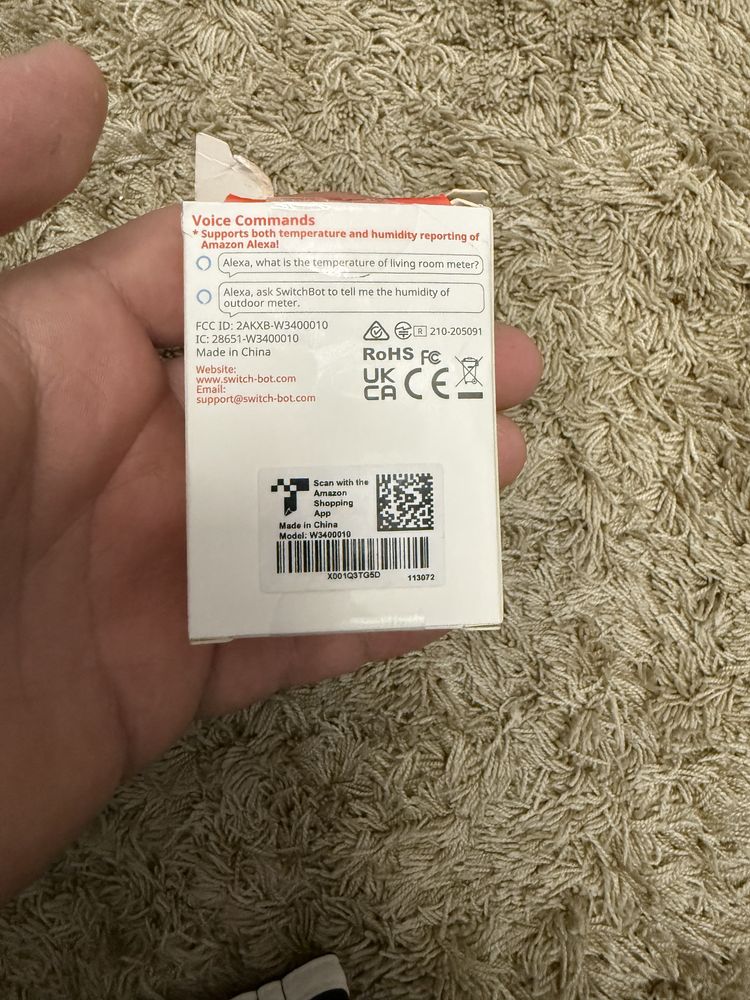 Voice Commands
* Supports both temperature and humidity reporting of
Amazon Alexa!
Alexa, what is the temperature of living room meter?
Alexa, ask SwitchBot to tell me the humidity of
outdoor meter.
FCC ID: 2AKXB-W3400010
IC: 28651-W3400010
Made in China
R 210-205091
RoHS FC
UK
CA CE
Website:
www.switch-bot.com
Email:
support@switch-bot.com
Scan with the
Amazon
Shopping
App
Made in China
Model: W3400010
X001Q3TG5D
113072